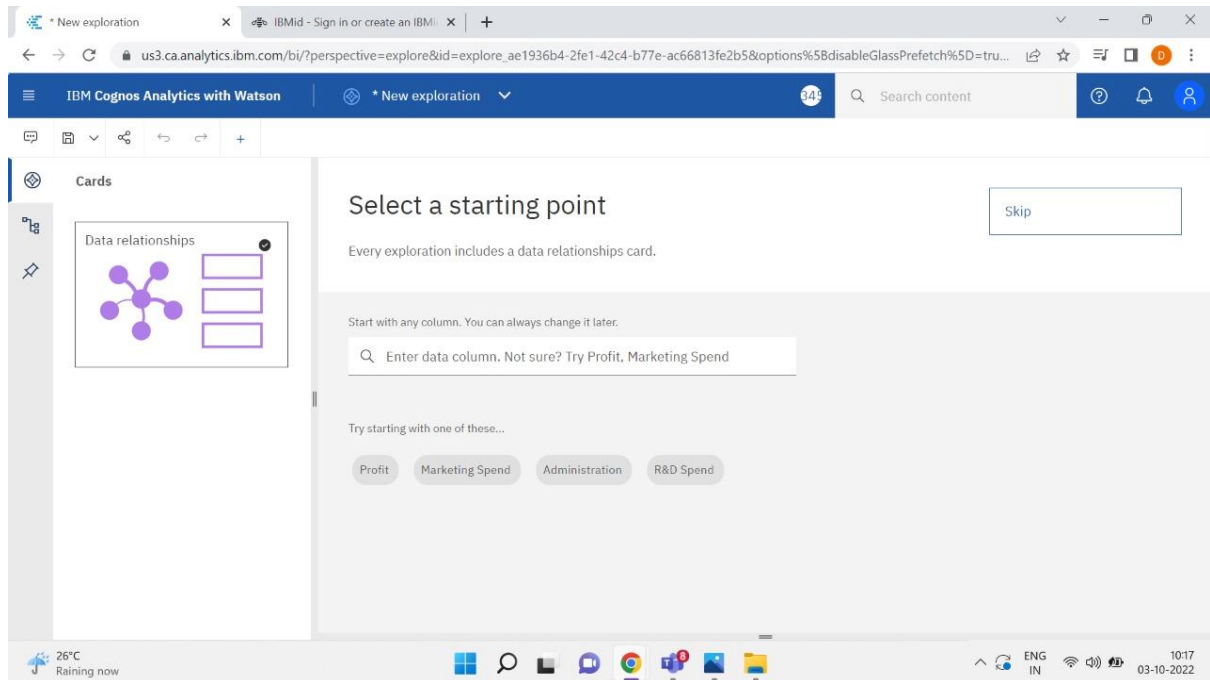 * New exploration
IBMid - Sign in or create an IBMi
us3.ca.analytics.ibm.com/bi/?perspective=explore&id=explore_ae1936b4-2fe1-42c4-b77e-ac66813fe2b5&options%5BdisableGlassPrefetch%5D=tru...
D
IBM Cognos Analytics with Watson
* New exploration
345
Search content
Cards
Data relationships
Select a starting point
Skip
Every exploration includes a data relationships card.
Start with any column. You can always change it later.
Enter data column. Not sure? Try Profit, Marketing Spend
Try starting with one of these...
Profit Marketing Spend Administration R&D Spend
26°C
Raining now
8
ENG
IN
10:17
03-10-2022